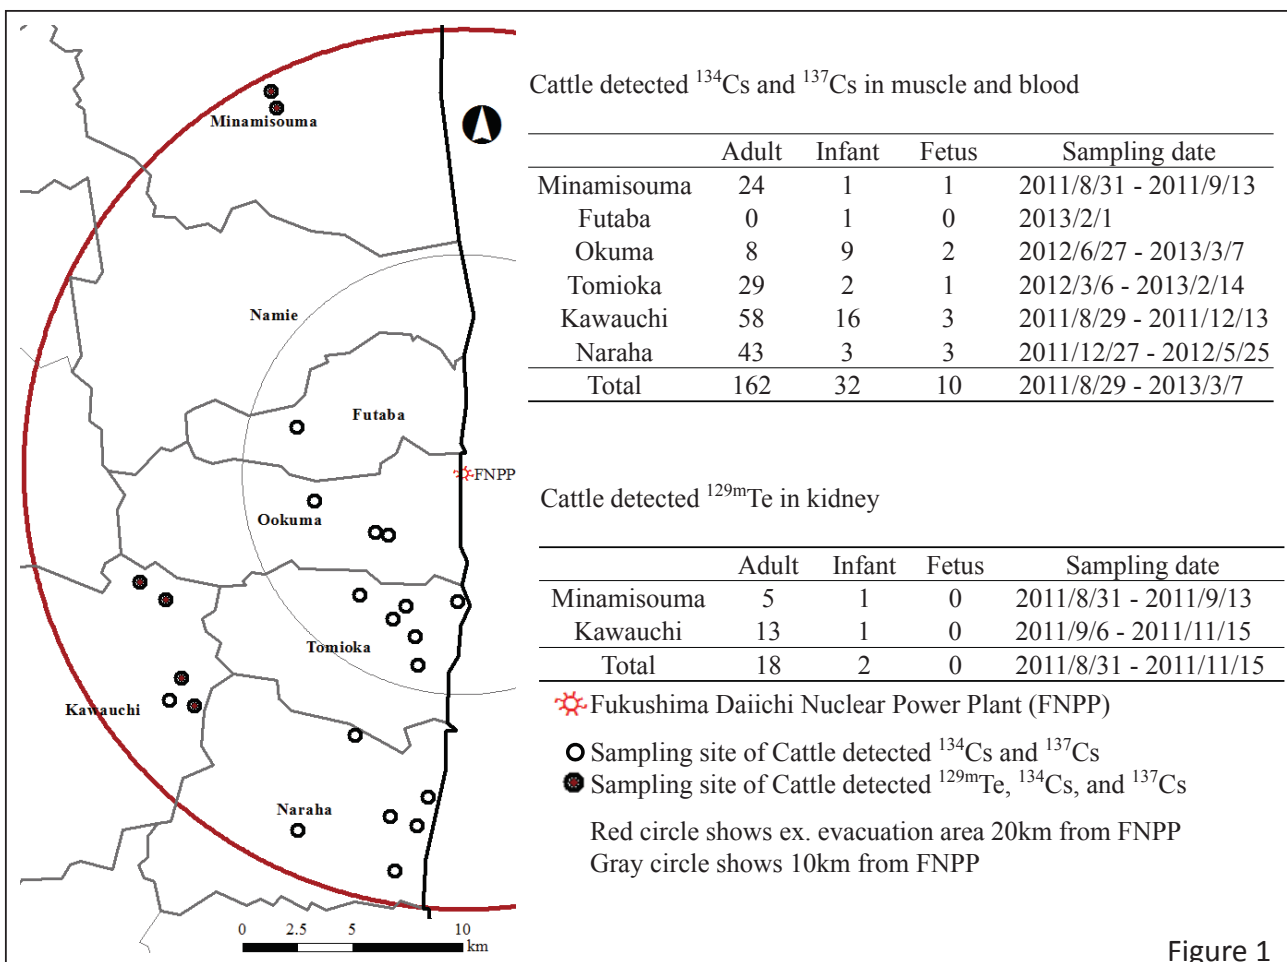 Minamisouma
Namie
Futaba
FNPP
Ookuma
Tomioka
Kawauchi
Naraha
0 2.5 5 10
km
Cattle detected ¹³⁴Cs and ¹³⁷Cs in muscle and blood
Adult Infant Fetus Sampling date
Minamisouma 24 1 1 2011/8/31 - 2011/9/13
Futaba 0 1 0 2013/2/1
Okuma 8 9 2 2012/6/27 - 2013/3/7
Tomioka 29 2 1 2012/3/6 - 2013/2/14
Kawauchi 58 16 3 2011/8/29 - 2011/12/13
Naraha 43 3 3 2011/12/27 - 2012/5/25
Total 162 32 10 2011/8/29 - 2013/3/7
Cattle detected ¹²⁹ᵐTe in kidney
Adult Infant Fetus Sampling date
Minamisouma 5 1 0 2011/8/31 - 2011/9/13
Kawauchi 13 1 0 2011/9/6 - 2011/11/15
Total 18 2 0 2011/8/31 - 2011/11/15
Fukushima Daiichi Nuclear Power Plant (FNPP)
Sampling site of Cattle detected ¹³⁴Cs and ¹³⁷Cs
Sampling site of Cattle detected ¹²⁹ᵐTe, ¹³⁴Cs, and ¹³⁷Cs
Red circle shows ex. evacuation area 20km from FNPP
Gray circle shows 10km from FNPP
Figure 1